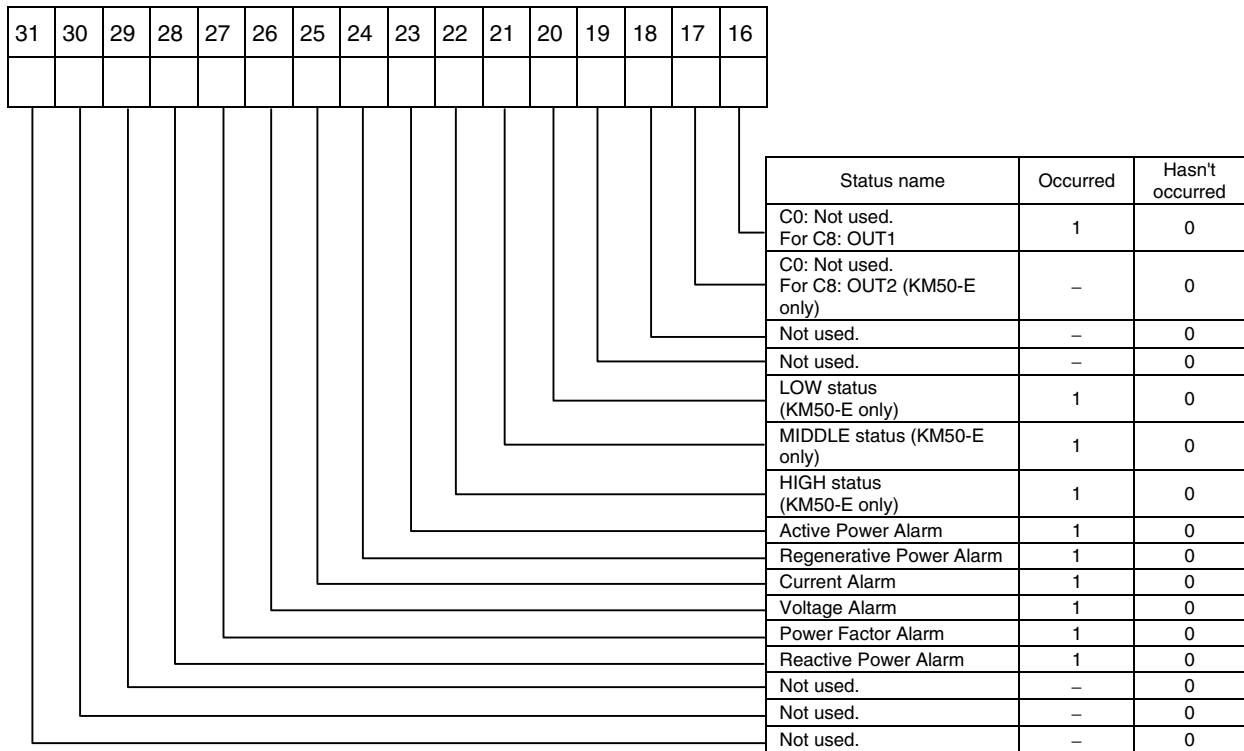 31 30 29 28 27 26 25 24 23 22 21 20 19 18 17 16
Status name Occurred Hasn't
occurred
C0: Not used.
For C8: OUT1 1 0
C0: Not used.
For C8: OUT2 (KM50-E
only) – 0
Not used. – 0
Not used. – 0
LOW status
(KM50-E only) 1 0
MIDDLE status (KM50-E
only) 1 0
HIGH status
(KM50-E only) 1 0
Active Power Alarm 1 0
Regenerative Power Alarm 1 0
Current Alarm 1 0
Voltage Alarm 1 0
Power Factor Alarm 1 0
Reactive Power Alarm 1 0
Not used. – 0
Not used. – 0
Not used. – 0